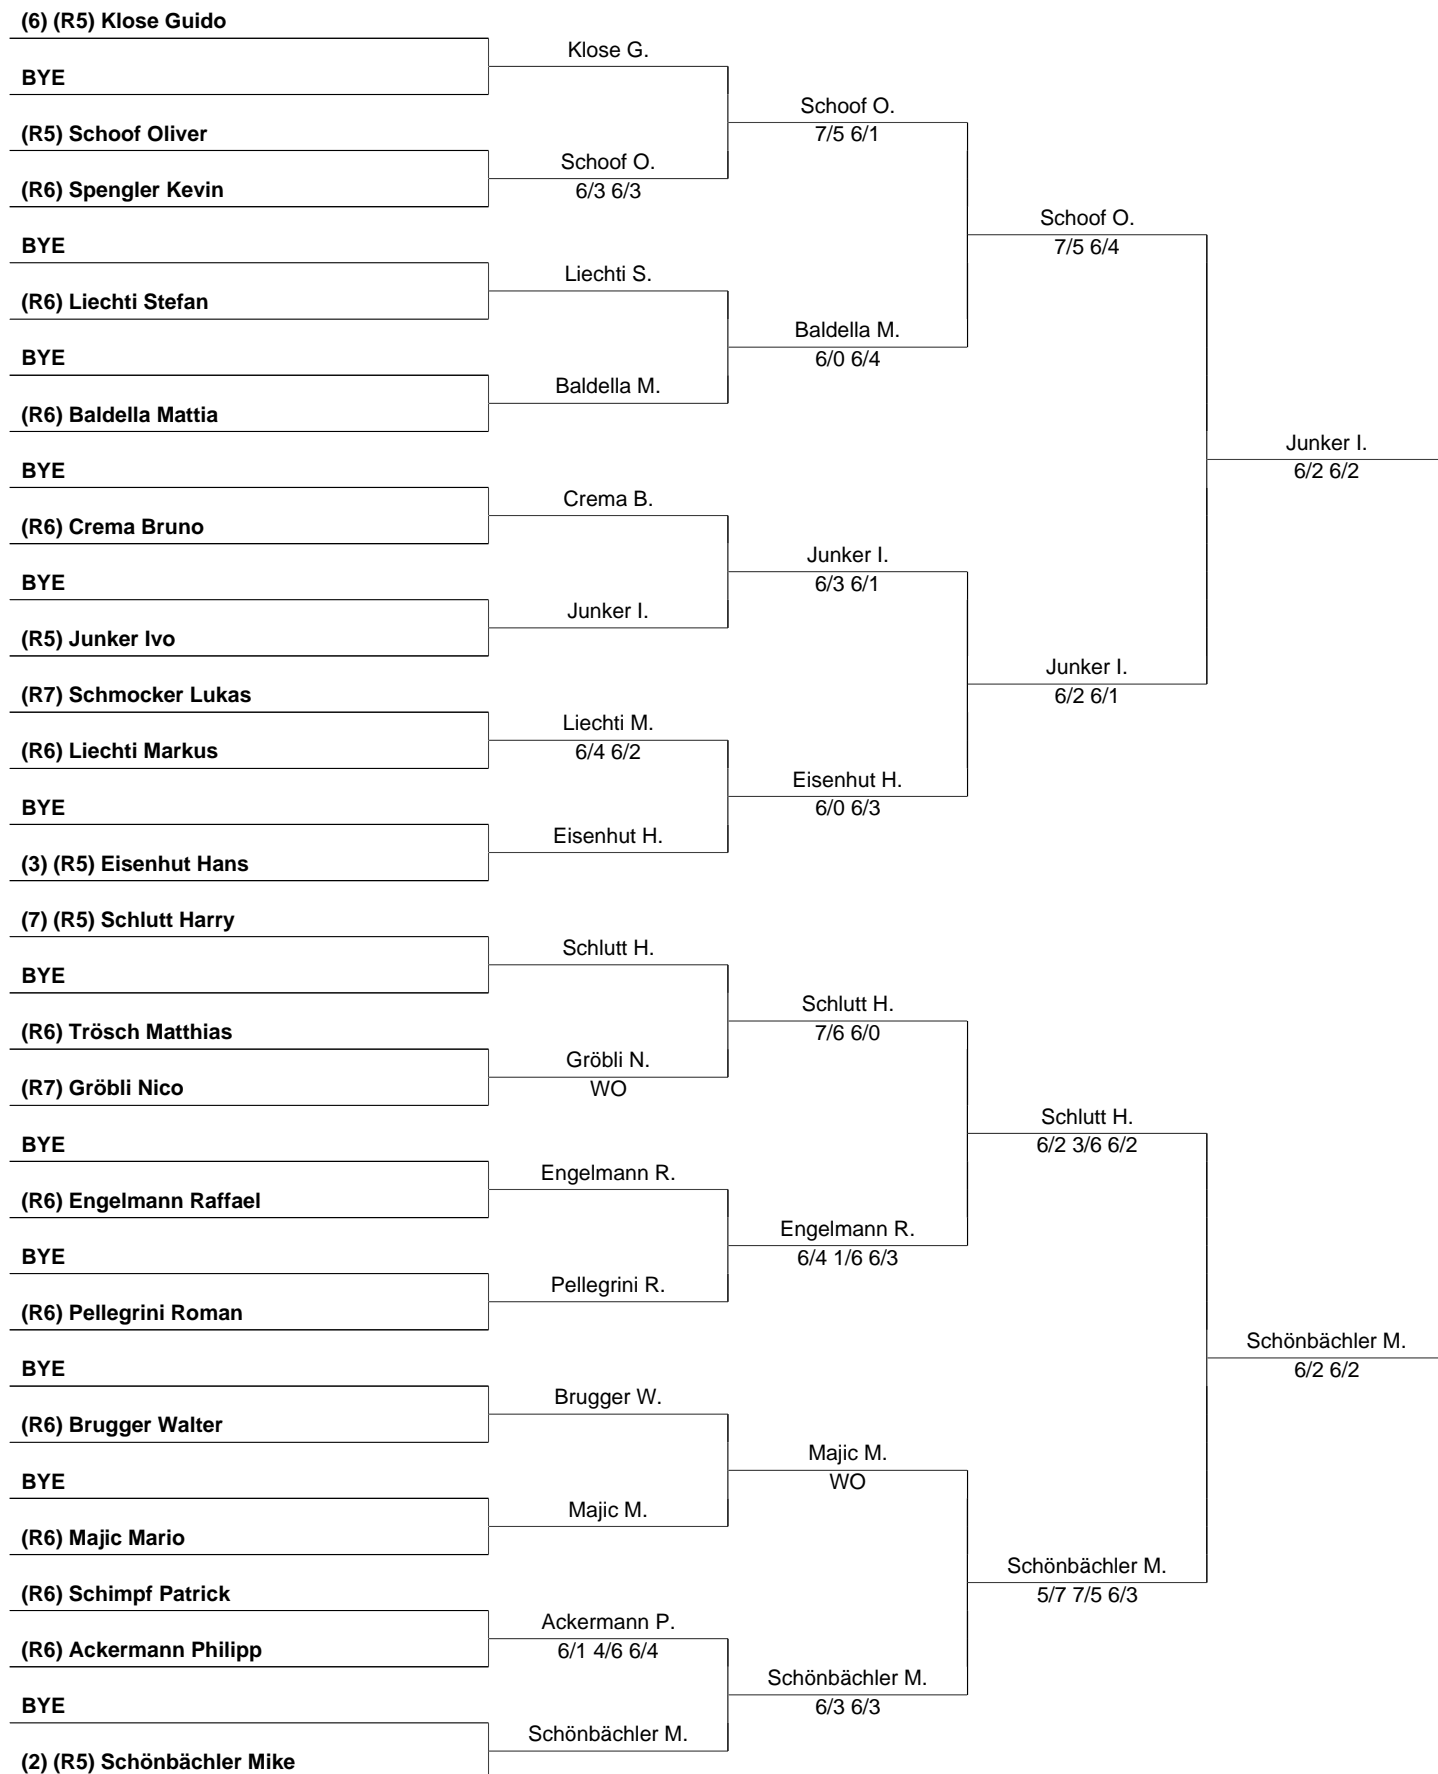 (6) (R5) Klose Guido
Klose G.
BYE
Schoof O.
(R5) Schoof Oliver
7/5 6/1
Schoof O.
(R6) Spengler Kevin
6/3 6/3
Schoof O.
BYE
7/5 6/4
Liechti S.
(R6) Liechti Stefan
Baldella M.
BYE
6/0 6/4
Baldella M.
(R6) Baldella Mattia
Junker I.
BYE
6/2 6/2
Crema B.
(R6) Crema Bruno
Junker I.
BYE
6/3 6/1
Junker I.
(R5) Junker Ivo
Junker I.
(R7) Schmocker Lukas
6/2 6/1
Liechti M.
(R6) Liechti Markus
6/4 6/2
Eisenhut H.
BYE
6/0 6/3
Eisenhut H.
(3) (R5) Eisenhut Hans
(7) (R5) Schlutt Harry
Schlutt H.
BYE
Schlutt H.
(R6) Trösch Matthias
7/6 6/0
Gröbli N.
(R7) Gröbli Nico
WO
Schlutt H.
BYE
6/2 3/6 6/2
Engelmann R.
(R6) Engelmann Raffael
Engelmann R.
BYE
6/4 1/6 6/3
Pellegrini R.
(R6) Pellegrini Roman
Schönbächler M.
BYE
6/2 6/2
Brugger W.
(R6) Brugger Walter
Majic M.
BYE
WO
Majic M.
(R6) Majic Mario
Schönbächler M.
(R6) Schimpf Patrick
5/7 7/5 6/3
Ackermann P.
(R6) Ackermann Philipp
6/1 4/6 6/4
Schönbächler M.
BYE
6/3 6/3
Schönbächler M.
(2) (R5) Schönbächler Mike